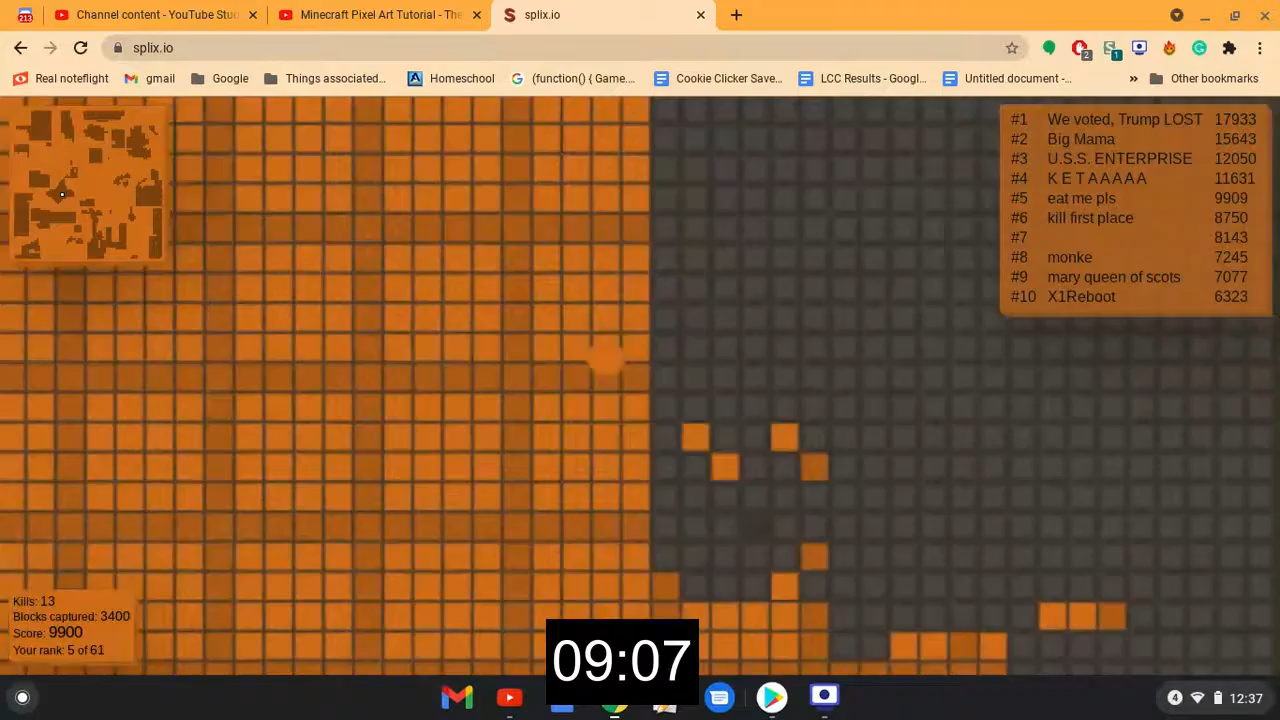 213
Channel content - YouTube Stu
Minecraft Pixel Art Tutorial - The
splix.io
splix.io
2
1
Real noteflight
gmail
Google
Things associated...
Homeschool
(function() { Game....
Cookie Clicker Save...
LCC Results - Googl...
Untitled document -...
Other bookmarks
#1 We voted, Trump LOST 17933
#2 Big Mama 15643
#3 U.S.S. ENTERPRISE 12050
#4 K E T A A A A A 11631
#5 eat me pls 9909
#6 kill first place 8750
#7 8143
#8 monke 7245
#9 mary queen of scots 7077
#10 X1Reboot 6323
Kills: 13
Blocks captured: 3400
Score: 9900
Your rank: 5 of 61
09:07
4
12:37